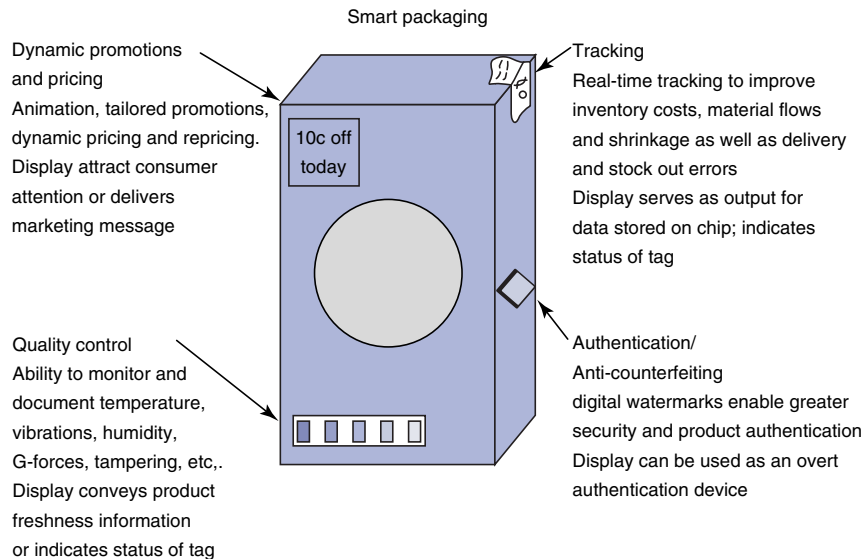 Smart packaging
Dynamic promotions
and pricing
Animation, tailored promotions,
dynamic pricing and repricing.
Display attract consumer
attention or delivers
marketing message
10c off
today
Tracking
Real-time tracking to improve
inventory costs, material flows
and shrinkage as well as delivery
and stock out errors
Display serves as output for
data stored on chip; indicates
status of tag
Quality control
Ability to monitor and
document temperature,
vibrations, humidity,
G-forces, tampering, etc,.
Display conveys product
freshness information
or indicates status of tag
Authentication/
Anti-counterfeiting
digital watermarks enable greater
security and product authentication
Display can be used as an overt
authentication device